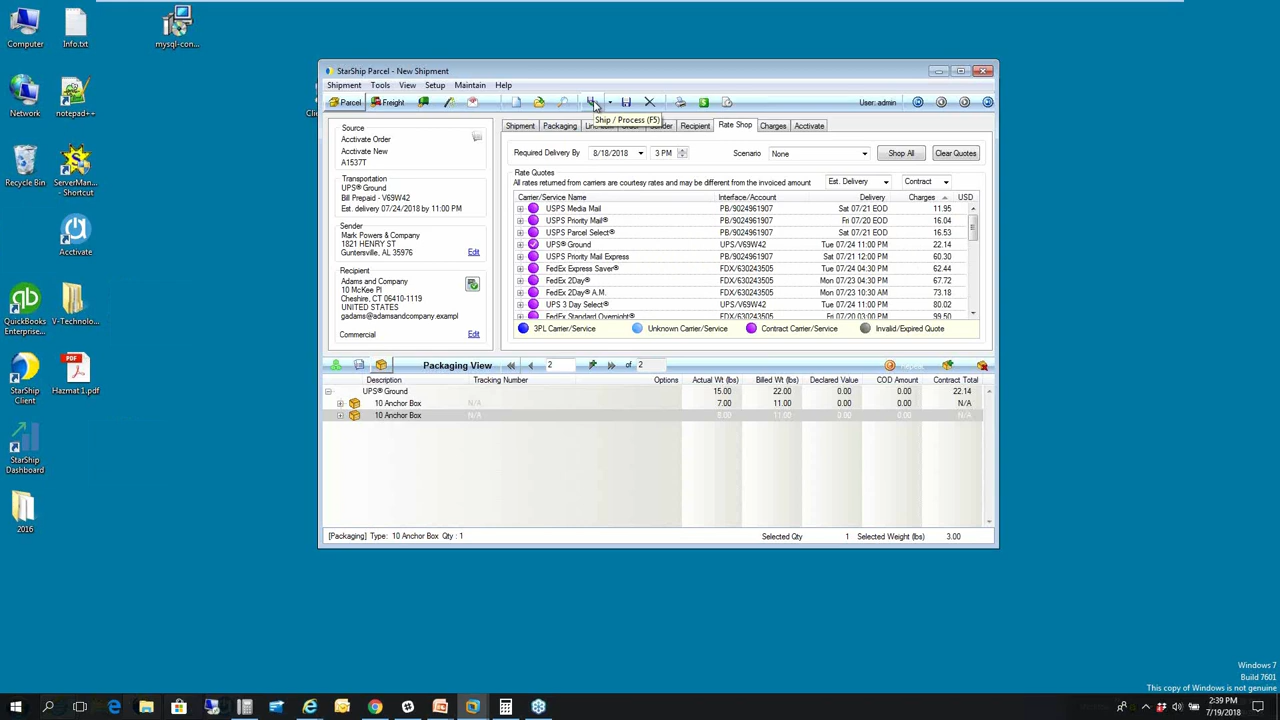 Computer
Info.txt
mysql-con...
Network
notepad++
Recycle Bin
ServerMan...
- Shortcut
Acctivate
QuickBooks
Enterprise...
V-Technolo...
StarShip
Client
Hazmat1.pdf
StarShip
Dashboard
2016
StarShip Parcel - New Shipment
Shipment Tools View Setup Maintain Help
Parcel Freight User: admin
Ship / Process (F5)
Source
Acctivate Order
Acctivate New
A1537T
Transportation
UPS® Ground
Bill Prepaid - V69W42
Est. delivery 07/24/2018 by 11:00 PM
Sender
Mark Powers & Company
1821 HENRY ST
Guntersville, AL 35976
Edit
Recipient
Adams and Company
10 McKee Pl
Cheshire, CT 06410-1119
UNITED STATES
gadams@adamsandcompany.exampl
Commercial Edit
Shipment Packaging Recipient Rate Shop Charges Acctivate
Required Delivery By 8/18/2018 3 PM Scenario None Shop All Clear Quotes
Rate Quotes
All rates returned from carriers are courtesy rates and may be different from the invoiced amount Est. Delivery Contract
Carrier/Service Name Interface/Account Delivery Charges USD
USPS Media Mail PB/9024961907 Sat 07/21 EOD 11.95
USPS Priority Mail® PB/9024961907 Fri 07/20 EOD 16.04
USPS Parcel Select® PB/9024961907 Sat 07/21 EOD 16.53
UPS® Ground UPS/V69W42 Tue 07/24 11:00 PM 22.14
USPS Priority Mail Express PB/9024961907 Sat 07/21 12:00 PM 60.30
FedEx Express Saver® FDX/630243505 Tue 07/24 03:00 PM 62.44
FedEx 2Day® FDX/630243505 Mon 07/23 04:30 PM 67.72
FedEx 2Day® A.M. FDX/630243505 Mon 07/23 10:30 AM 73.18
UPS 3 Day Select® UPS/V69W42 Tue 07/24 11:00 PM 80.02
FedEx Standard Overnight® FDX/630243505 Fri 07/20 03:00 PM 99.50
3PL Carrier/Service Unknown Carrier/Service Contract Carrier/Service Invalid/Expired Quote
Packaging View 2 of 2 Repeat
Description Tracking Number Options Actual Wt (lbs) Billed Wt (lbs) Declared Value COD Amount Contract Total
UPS® Ground 15.00 22.00 0.00 0.00 22.14
10 Anchor Box N/A 7.00 11.00 0.00 0.00 N/A
10 Anchor Box N/A 8.00 11.00 0.00 0.00 N/A
[Packaging] Type: 10 Anchor Box Qty : 1 Selected Qty 1 Selected Weight (lbs) 3.00
Windows 7
Build 7601
This copy of Windows is not genuine
2:39 PM
7/19/2018